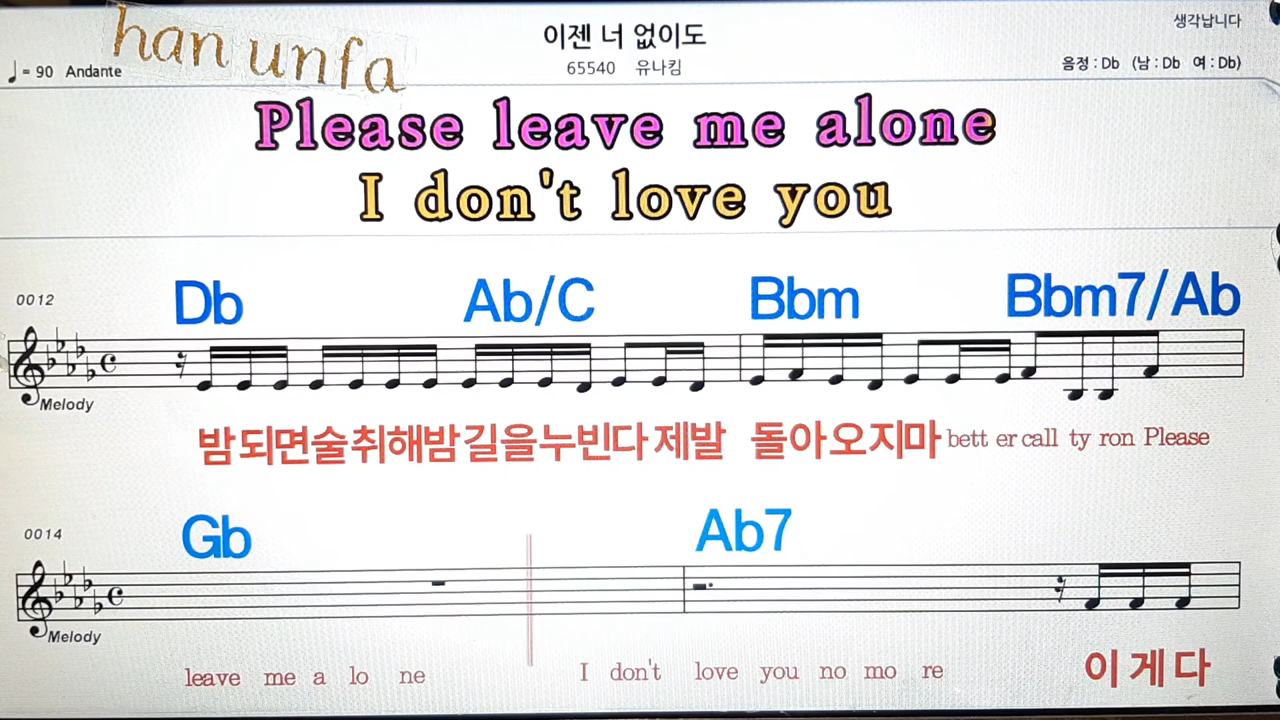 han unfa
이젠 너 없이도
생각납니다
♩= 90 Andante
65540 유나킴
음정 : Db (남 : Db 여 : Db)
Please leave me alone
I don't love you
0012
Db Ab/C Bbm Bbm7/Ab
Melody
밤되면술취해밤길을누빈다제발 돌아오지마 bett er call ty ron Please
0014
Gb Ab7
Melody
leave me a lo ne I don't love you no mo re 이게다